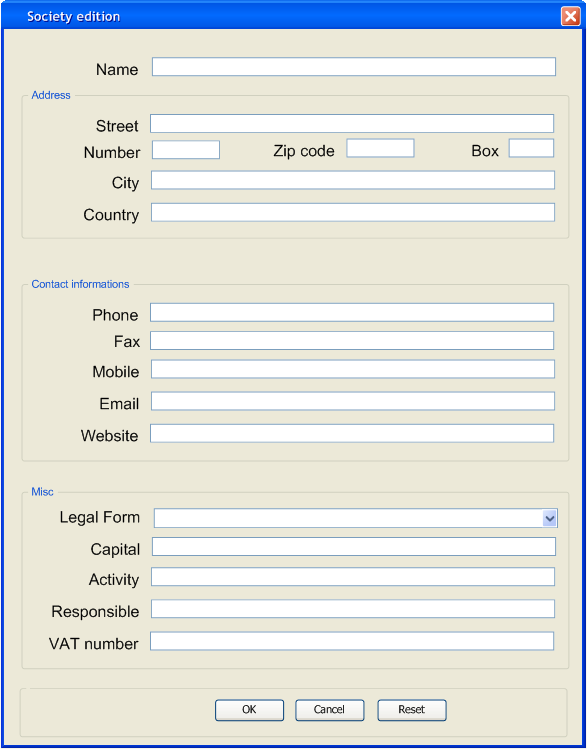 Society edition
Name
Address
Street
Number Zip code Box
City
Country
Contact informations
Phone
Fax
Mobile
Email
Website
Misc
Legal Form
Capital
Activity
Responsible
VAT number
OK Cancel Reset